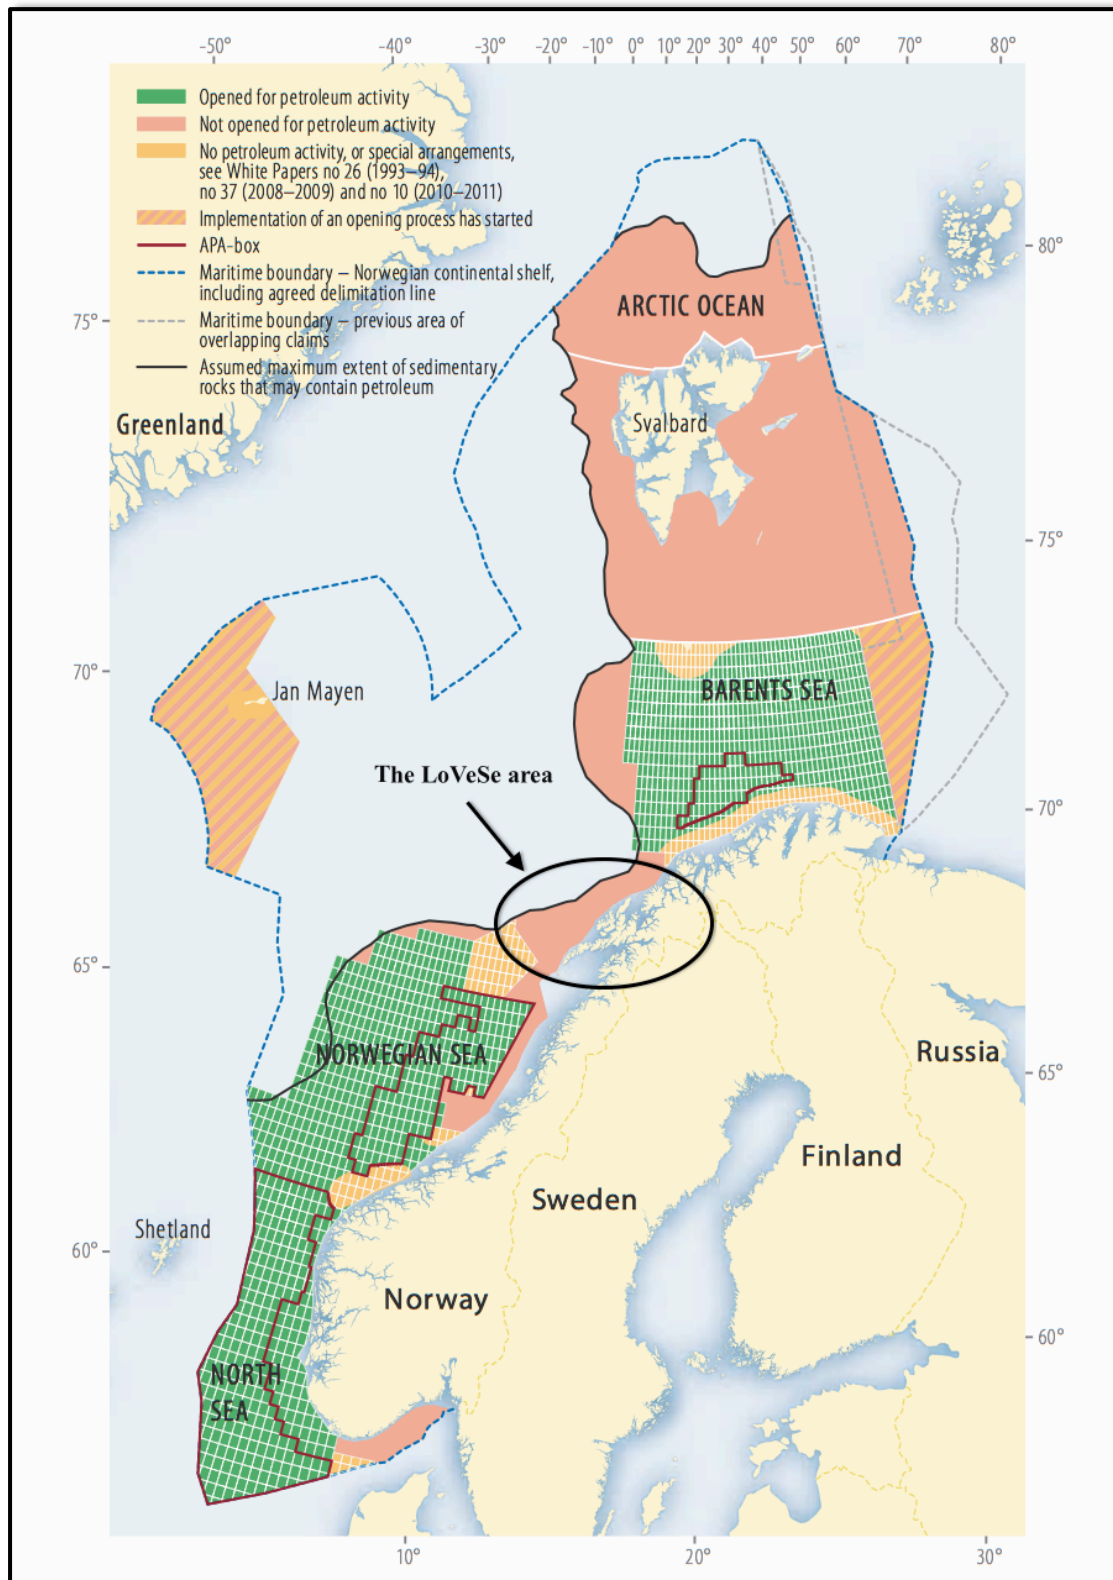 -50° -40° -30° -20° -10° 0° 10° 20° 30° 40° 50° 60° 70° 80°
Opened for petroleum activity
Not opened for petroleum activity
No petroleum activity, or special arrangements,
see White Papers no 26 (1993–94),
no 37 (2008–2009) and no 10 (2010–2011)
Implementation of an opening process has started
APA-box
Maritime boundary – Norwegian continental shelf,
including agreed delimitation line
Maritime boundary – previous area of
overlapping claims
Assumed maximum extent of sedimentary
rocks that may contain petroleum
80°
75°
ARCTIC OCEAN
Greenland
Svalbard
75°
70°
Jan Mayen
BARENTS SEA
The LoVeSe area
70°
65°
NORWEGIAN SEA
Russia
65°
Finland
Sweden
Shetland
60°
Norway
60°
NORTH
SEA
10° 20° 30°